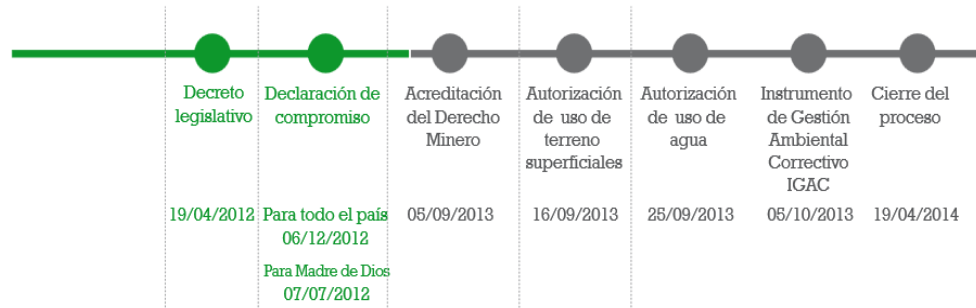 Decreto
legislativo
19/04/2012
Declaración de
compromiso
Para todo el país
06/12/2012
Para Madre de Dios
07/07/2012
Acreditación
del Derecho
Minero
05/09/2013
Autorización
de uso de
terreno
superficiales
16/09/2013
Autorización
de uso de
agua
25/09/2013
Instrumento
de Gestión
Ambiental
Correctivo
IGAC
05/10/2013
Cierre del
proceso
19/04/2014